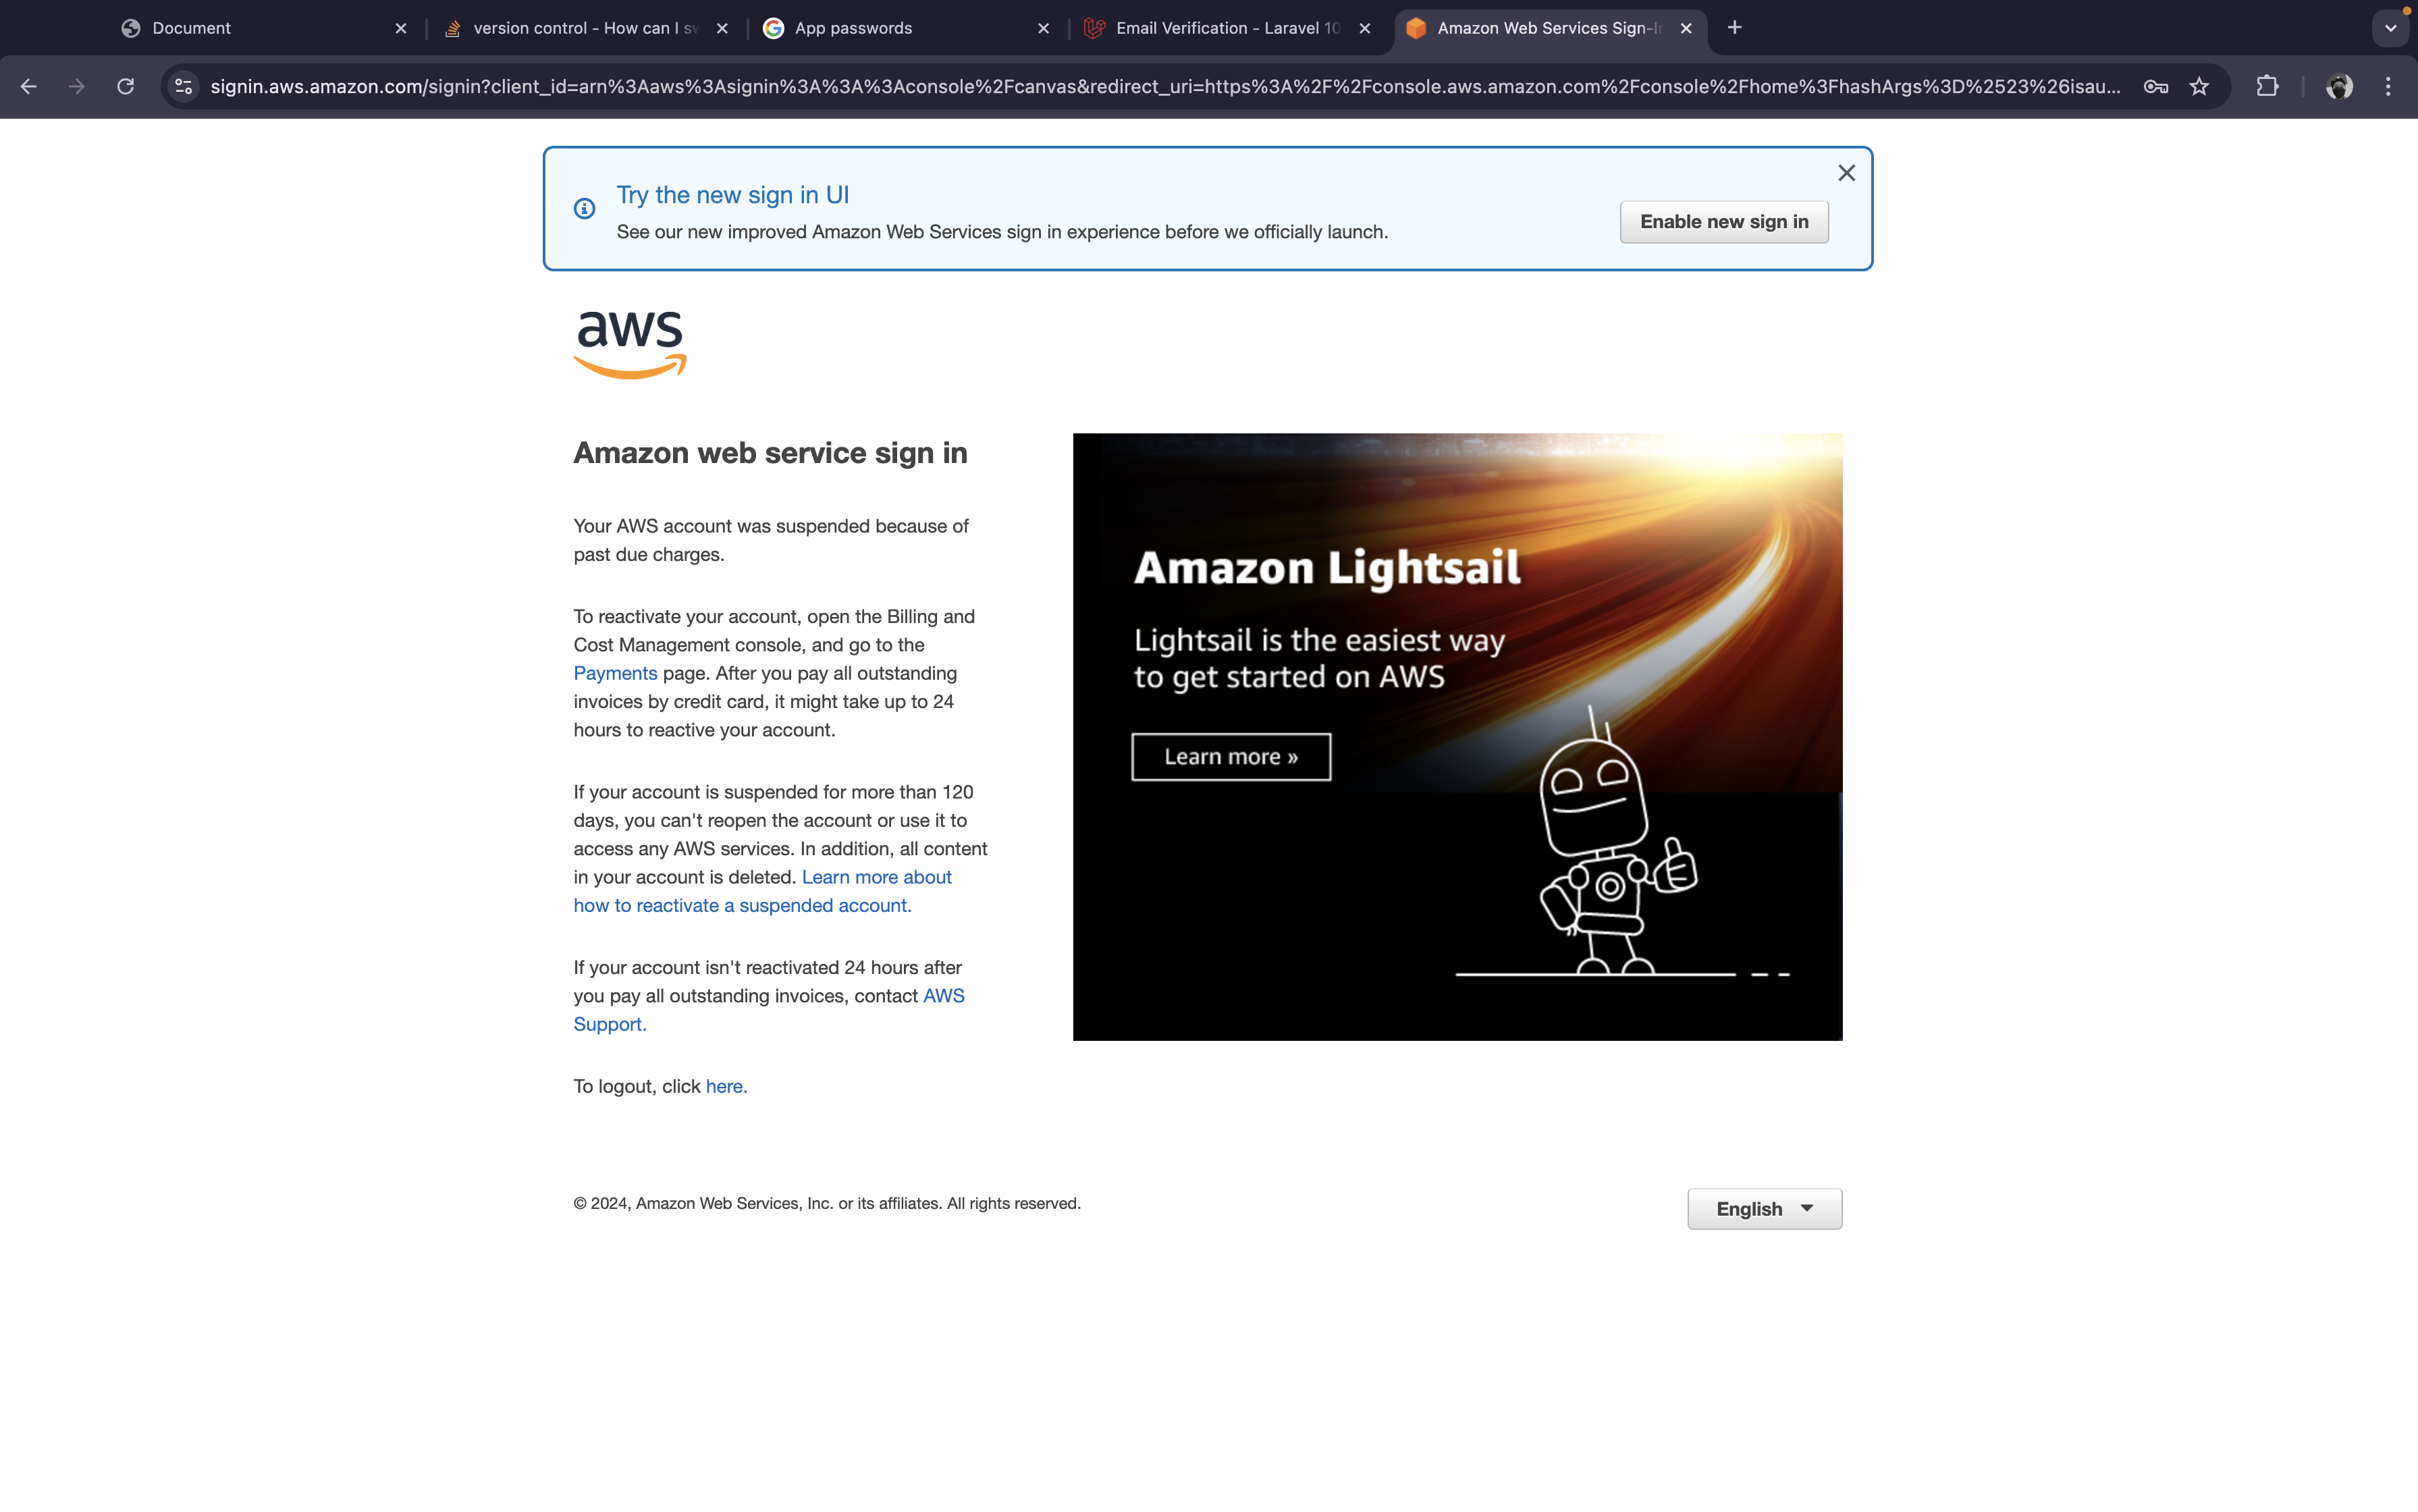 Document
version control - How can I sw
App passwords
Email Verification - Laravel 10
Amazon Web Services Sign-In
signin.aws.amazon.com/signin?client_id=arn%3Aaws%3Asignin%3A%3A%3Aconsole%2Fcanvas&redirect_uri=https%3A%2F%2Fconsole.aws.amazon.com%2Fconsole%2Fhome%3FhashArgs%3D%2523%26isau...
Try the new sign in UI
See our new improved Amazon Web Services sign in experience before we officially launch.
Enable new sign in
aws
Amazon web service sign in
Your AWS account was suspended because of
past due charges.
To reactivate your account, open the Billing and
Cost Management console, and go to the
Payments page. After you pay all outstanding
invoices by credit card, it might take up to 24
hours to reactive your account.
If your account is suspended for more than 120
days, you can't reopen the account or use it to
access any AWS services. In addition, all content
in your account is deleted. Learn more about
how to reactivate a suspended account.
If your account isn't reactivated 24 hours after
you pay all outstanding invoices, contact AWS
Support.
To logout, click here.
Amazon Lightsail
Lightsail is the easiest way
to get started on AWS
Learn more »
© 2024, Amazon Web Services, Inc. or its affiliates. All rights reserved.
English